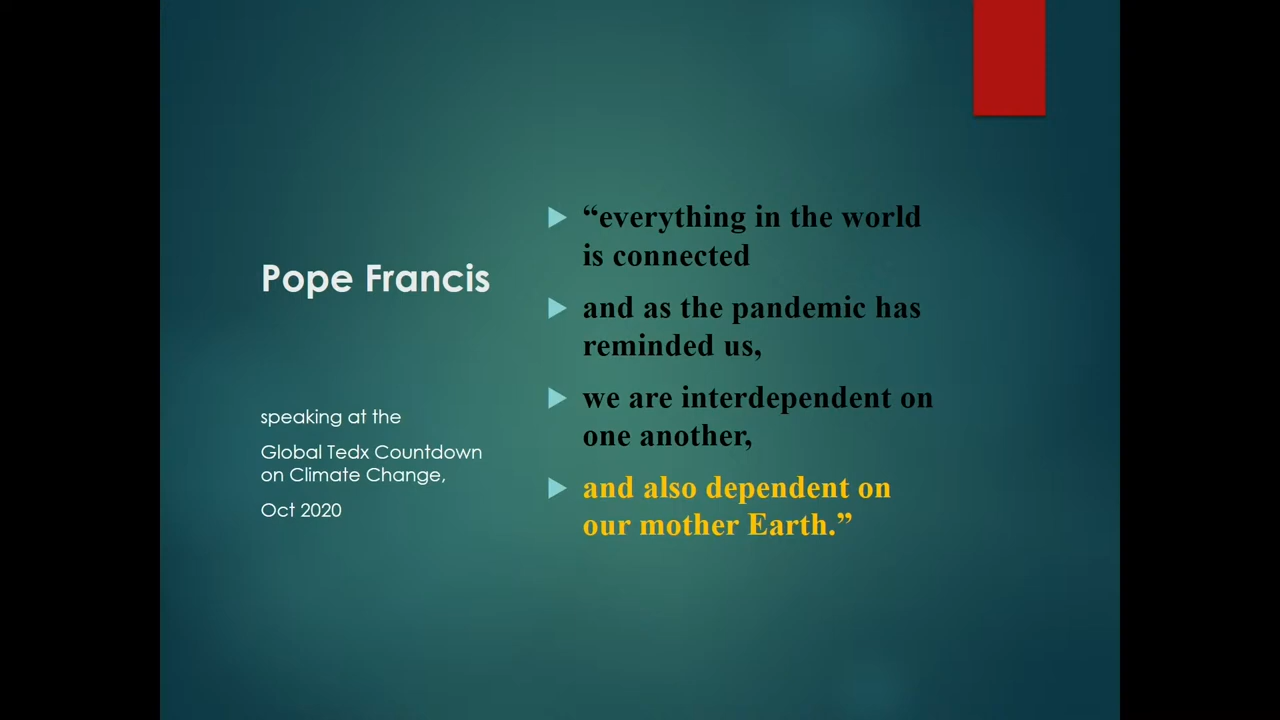 Pope Francis
speaking at the
Global Tedx Countdown
on Climate Change,
Oct 2020
“everything in the world
is connected
and as the pandemic has
reminded us,
we are interdependent on
one another,
and also dependent on
our mother Earth.”